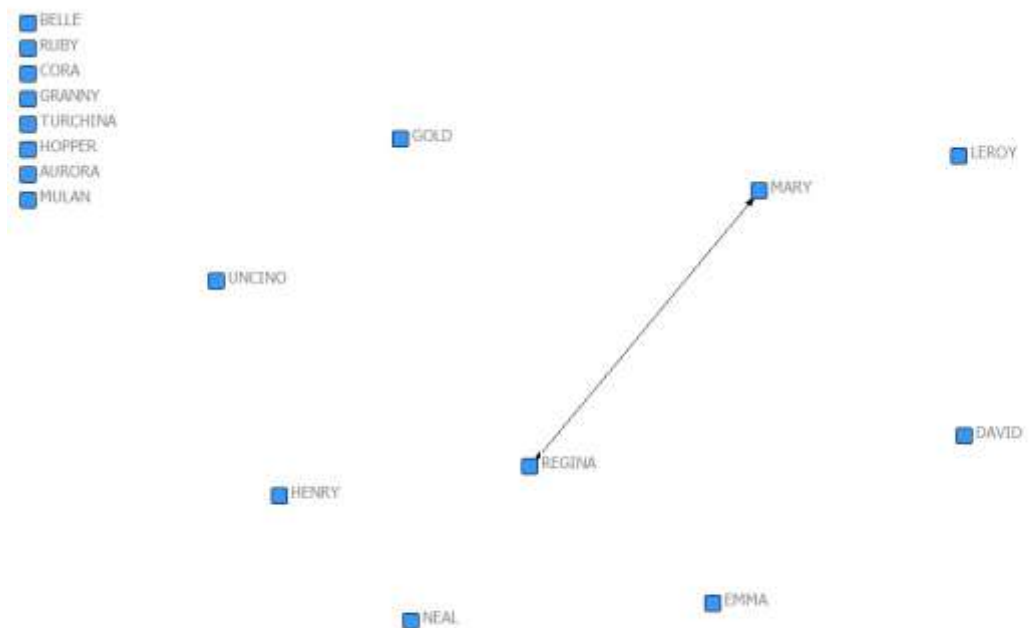 BELLE
RUBY
CORA
GRANNY
TURCHINA
HOPPER
AURORA
MULAN
GOLD
LEROY
MARY
UNCINO
DAVID
REGINA
HENRY
EMMA
NEAL